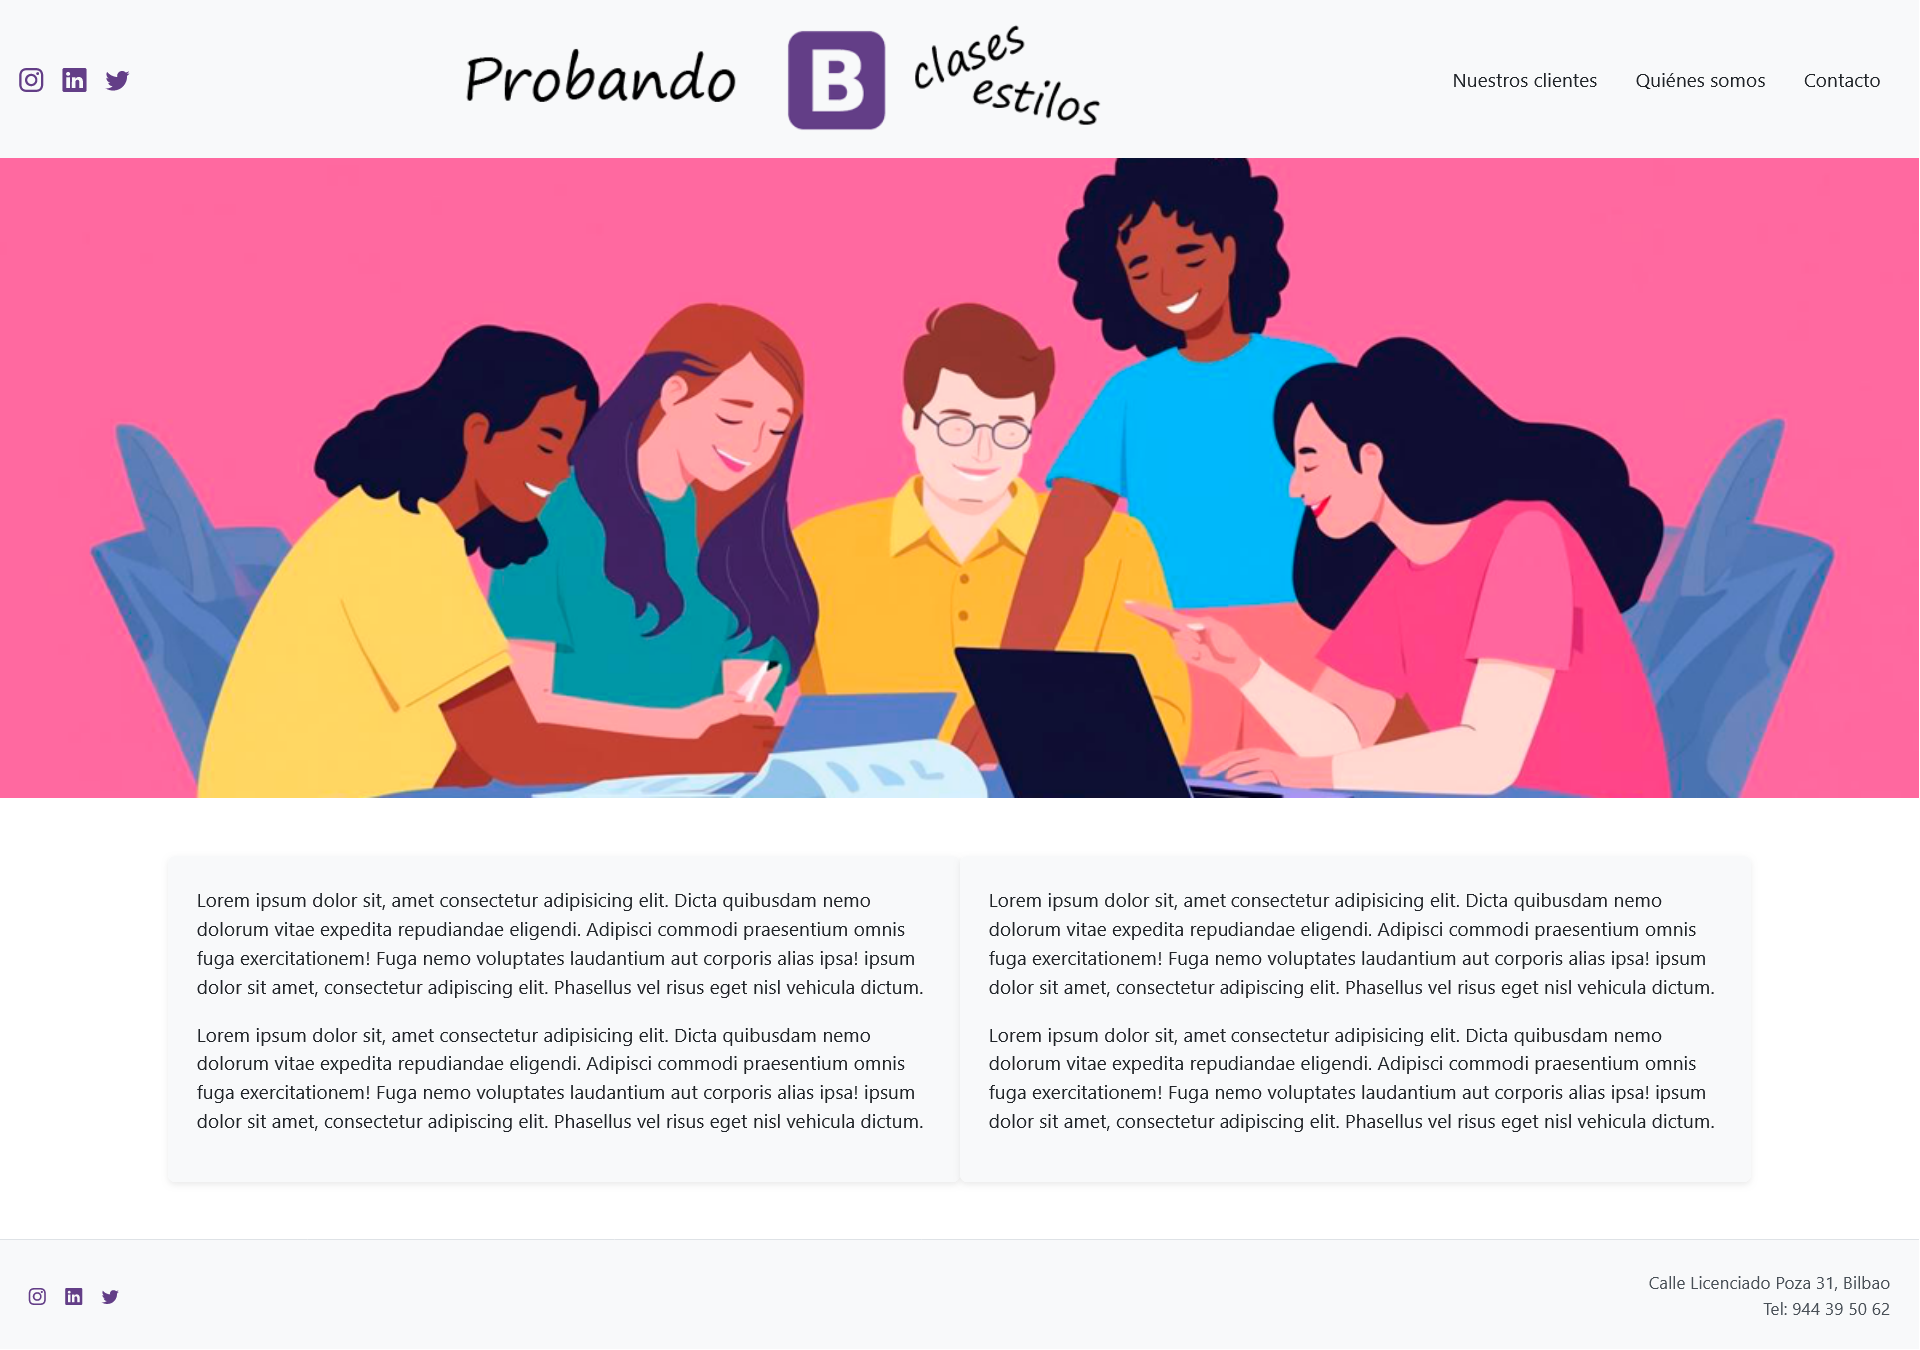 Probando B clases
estilos
Nuestros clientes Quiénes somos Contacto
Lorem ipsum dolor sit, amet consectetur adipisicing elit. Dicta quibusdam nemo
dolorum vitae expedita repudiandae eligendi. Adipisci commodi praesentium omnis
fuga exercitationem! Fuga nemo voluptates laudantium aut corporis alias ipsa! ipsum
dolor sit amet, consectetur adipiscing elit. Phasellus vel risus eget nisl vehicula dictum.
Lorem ipsum dolor sit, amet consectetur adipisicing elit. Dicta quibusdam nemo
dolorum vitae expedita repudiandae eligendi. Adipisci commodi praesentium omnis
fuga exercitationem! Fuga nemo voluptates laudantium aut corporis alias ipsa! ipsum
dolor sit amet, consectetur adipiscing elit. Phasellus vel risus eget nisl vehicula dictum.
Lorem ipsum dolor sit, amet consectetur adipisicing elit. Dicta quibusdam nemo
dolorum vitae expedita repudiandae eligendi. Adipisci commodi praesentium omnis
fuga exercitationem! Fuga nemo voluptates laudantium aut corporis alias ipsa! ipsum
dolor sit amet, consectetur adipiscing elit. Phasellus vel risus eget nisl vehicula dictum.
Lorem ipsum dolor sit, amet consectetur adipisicing elit. Dicta quibusdam nemo
dolorum vitae expedita repudiandae eligendi. Adipisci commodi praesentium omnis
fuga exercitationem! Fuga nemo voluptates laudantium aut corporis alias ipsa! ipsum
dolor sit amet, consectetur adipiscing elit. Phasellus vel risus eget nisl vehicula dictum.
Calle Licenciado Poza 31, Bilbao
Tel: 944 39 50 62